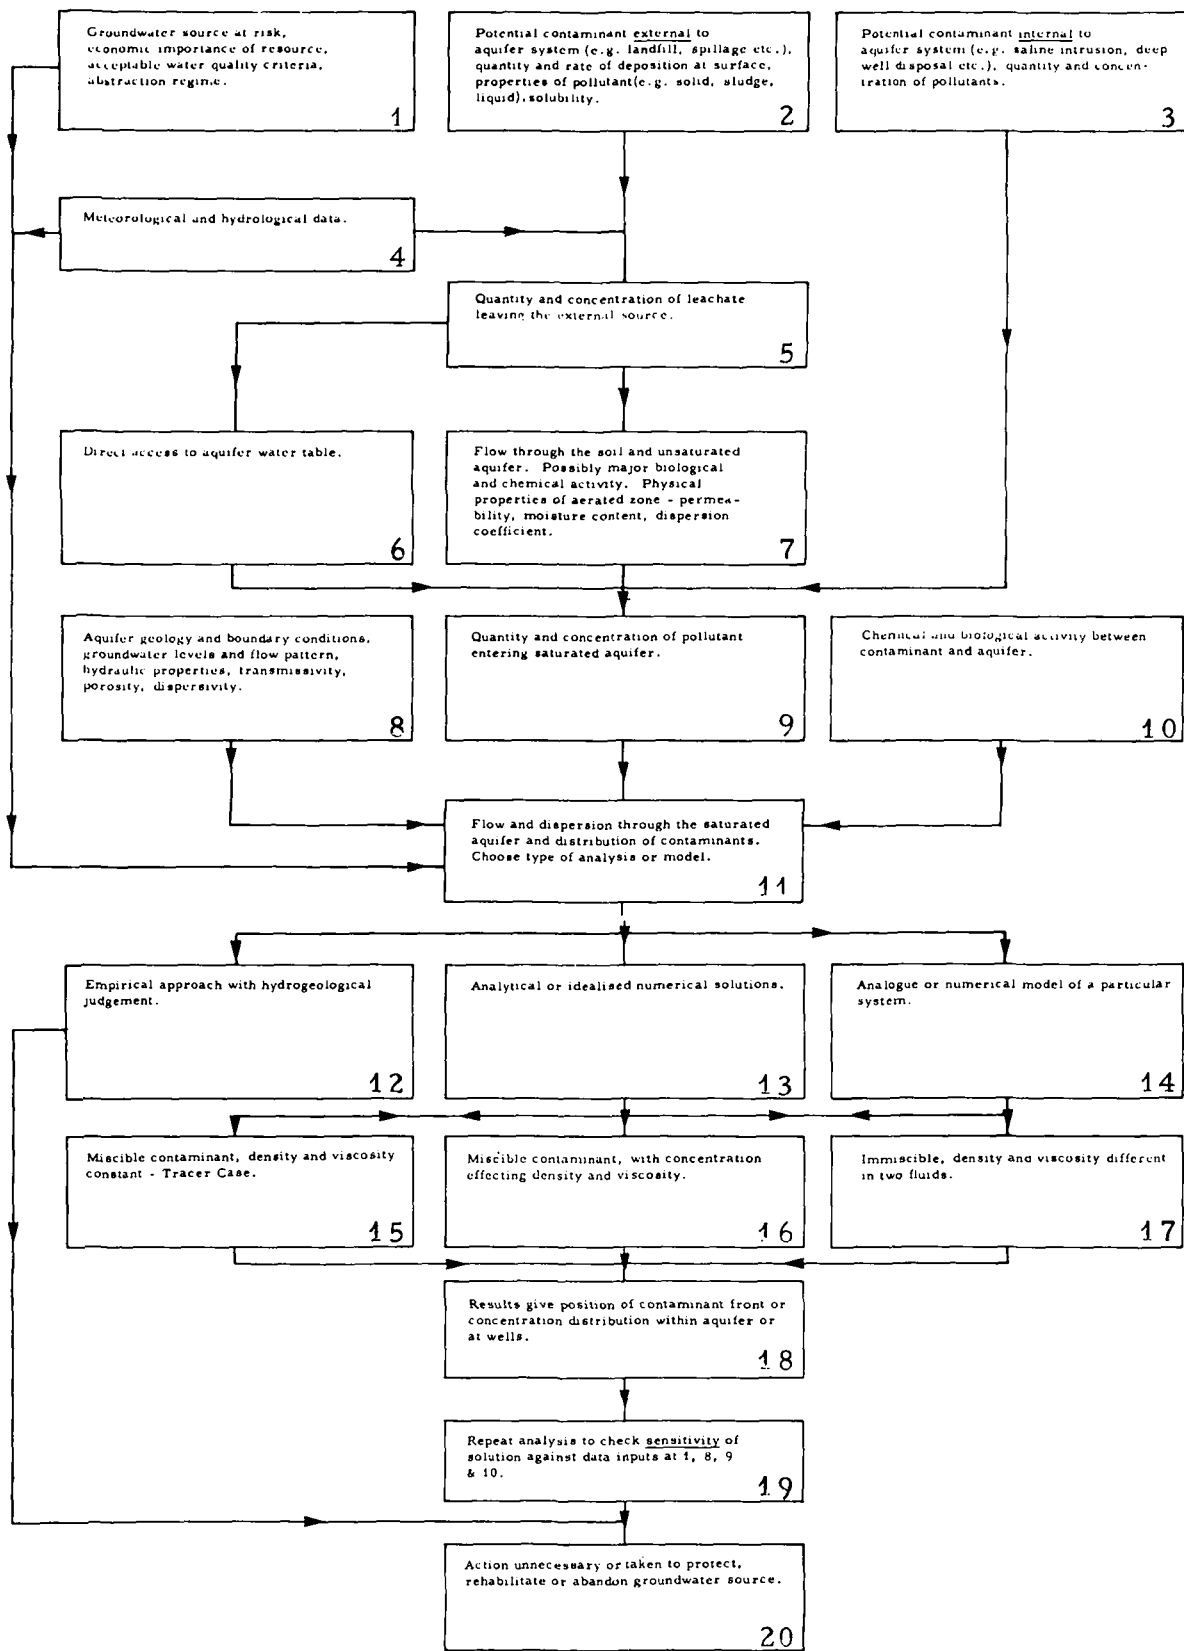 Groundwater source at risk,
economic importance of resource,
acceptable water quality criteria,
abstraction regime.
1
Potential contaminant external to
aquifer system (e.g. landfill, spillage etc.),
quantity and rate of deposition at surface,
properties of pollutant(e.g. solid, sludge,
liquid), solubility.
2
Potential contaminant internal to
aquifer system (e.g. saline intrusion, deep
well disposal etc.), quantity and concen-
tration of pollutants.
3
Meteorological and hydrological data.
4
Quantity and concentration of leachate
leaving the external source.
5
Direct access to aquifer water table.
6
Flow through the soil and unsaturated
aquifer. Possibly major biological
and chemical activity. Physical
properties of aerated zone - permea-
bility, moisture content, dispersion
coefficient.
7
Aquifer geology and boundary conditions,
groundwater levels and flow pattern,
hydraulic properties, transmissivity,
porosity, dispersivity.
8
Quantity and concentration of pollutant
entering saturated aquifer.
9
Chemical and biological activity between
contaminant and aquifer.
10
Flow and dispersion through the saturated
aquifer and distribution of contaminants.
Choose type of analysis or model.
11
Empirical approach with hydrogeological
judgement.
12
Analytical or idealised numerical solutions.
13
Analogue or numerical model of a particular
system.
14
Miscible contaminant, density and viscosity
constant - Tracer Case.
15
Miscible contaminant, with concentration
effecting density and viscosity.
16
Immiscible, density and viscosity different
in two fluids.
17
Results give position of contaminant front or
concentration distribution within aquifer or
at wells.
18
Repeat analysis to check sensitivity of
solution against data inputs at 1, 8, 9
& 10.
19
Action unnecessary or taken to protect,
rehabilitate or abandon groundwater source.
20